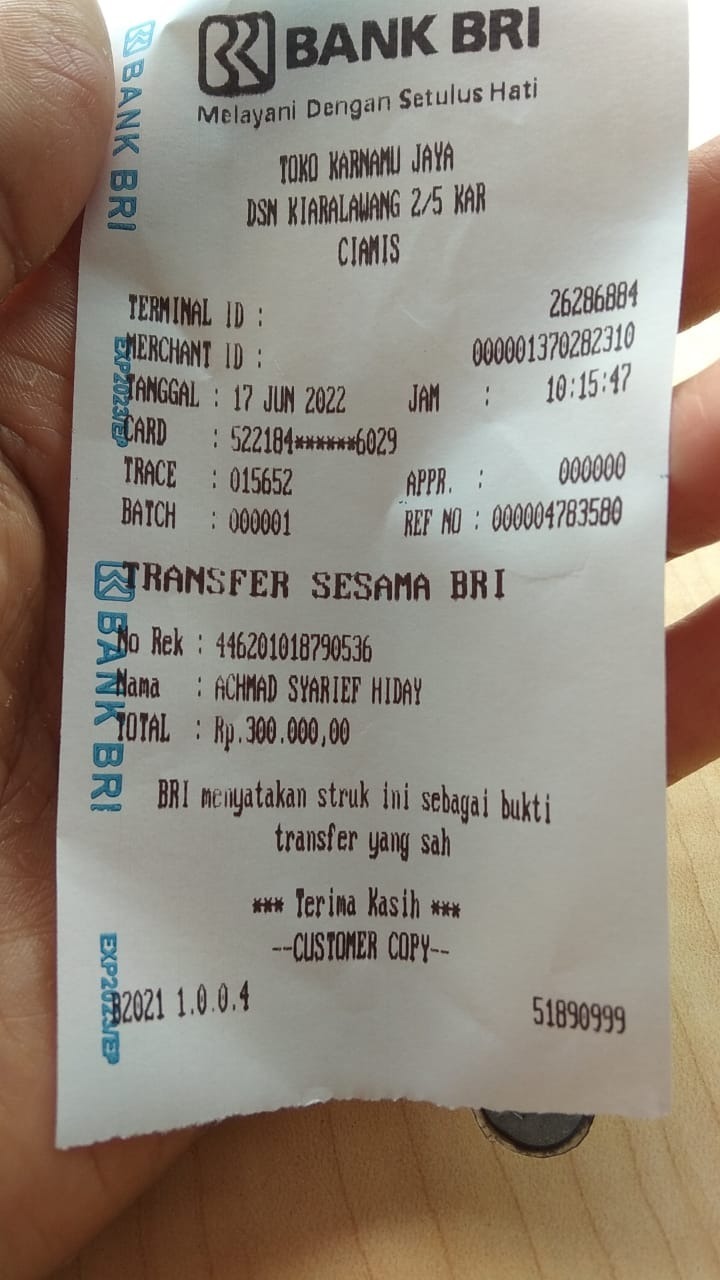 BANK BRI
Melayani Dengan Setulus Hati
TOKO KARNAMU JAYA
DSN KIARALAWANG 2/5 KAR
CIAMIS
TERMINAL ID : 26286884
MERCHANT ID : 000001370282310
TANGGAL : 17 JUN 2022 JAM : 10:15:47
CARD : 522184******6029
TRACE : 015652 APPR. : 000000
BATCH : 000001 REF NO : 000004783580
TRANSFER SESAMA BRI
No Rek : 446201018790536
Nama : ACHMAD SYARIEF HIDAY
TOTAL : Rp.300.000,00
BRI menyatakan struk ini sebagai bukti
transfer yang sah
*** Terima Kasih ***
--CUSTOMER COPY--
B2021 1.0.0.4 51890999
BANK BRI
EXP2023/EP
BANK BRI
EXP2023/EP